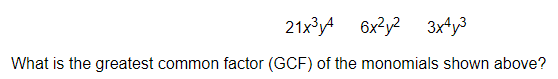 21x³y⁴ 6x²y² 3x⁴y³
What is the greatest common factor (GCF) of the monomials shown above?